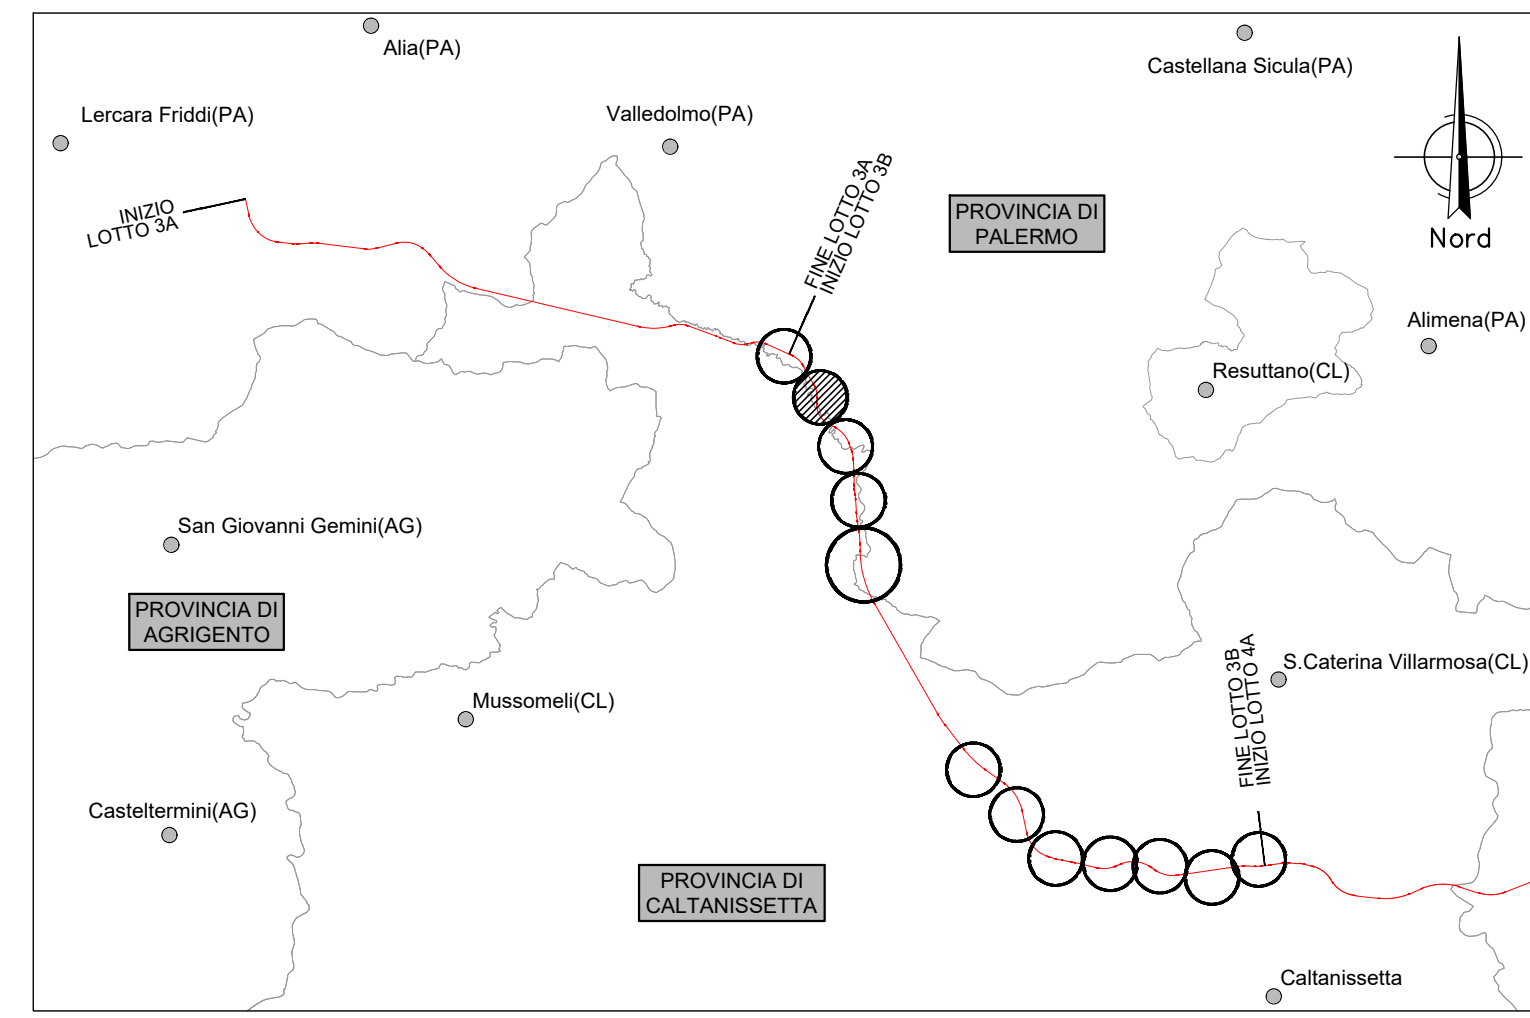 Alia(PA)
Castellana Sicula(PA)
Lercara Friddi(PA)
Valledolmo(PA)
INIZIO
LOTTO 3A
FINE LOTTO 3A
INIZIO LOTTO 3B
PROVINCIA DI
PALERMO
Nord
Alimena(PA)
Resuttano(CL)
San Giovanni Gemini(AG)
PROVINCIA DI
AGRIGENTO
Mussomeli(CL)
FINE LOTTO 3B
INIZIO LOTTO 4A
S.Caterina Villarmosa(CL)
Casteltermini(AG)
PROVINCIA DI
CALTANISSETTA
Caltanissetta